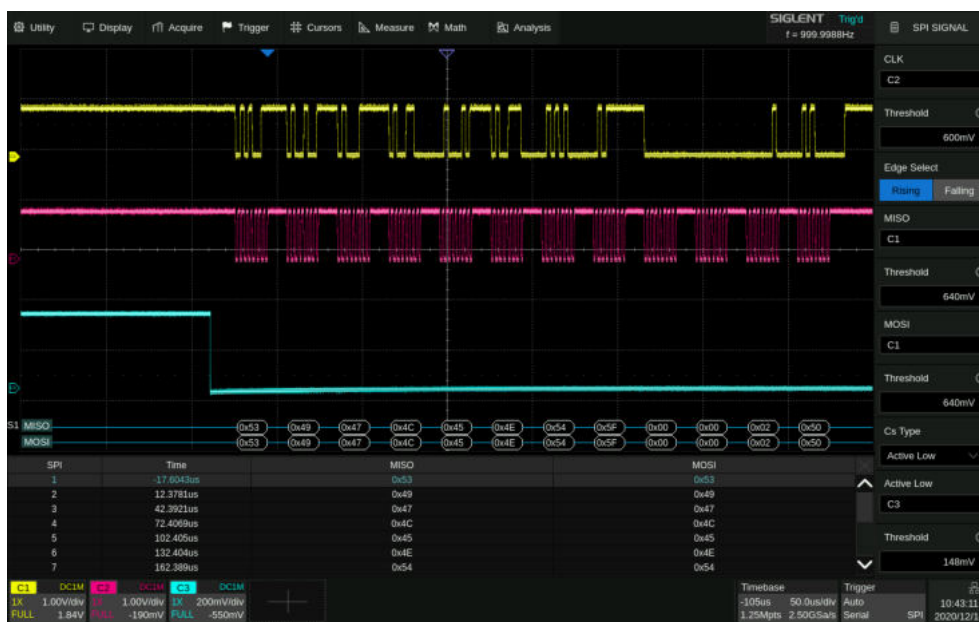 Utility Display Acquire Trigger Cursors Measure Math Analysis
SIGLENT Trig'd
f = 999.9988Hz
SPI SIGNAL
CLK
C2
Threshold
600mV
Edge Select
Rising Falling
MISO
C1
Threshold
640mV
MOSI
C1
Threshold
640mV
Cs Type
Active Low
Active Low
C3
Threshold
148mV
S1 MISO 0x53 0x49 0x47 0x4C 0x45 0x4E 0x54 0x5F 0x00 0x00 0x02 0x50
MOSI 0x53 0x49 0x47 0x4C 0x45 0x4E 0x54 0x5F 0x00 0x00 0x02 0x50
SPI Time MISO MOSI
1 -17.6043us 0x53 0x53
2 12.3781us 0x49 0x49
3 42.3921us 0x47 0x47
4 72.4069us 0x4C 0x4C
5 102.405us 0x45 0x45
6 132.404us 0x4E 0x4E
7 162.389us 0x54 0x54
C1 DC1M C2 DC1M C3 DC1M
1X 1.00V/div 1X 1.00V/div 1X 200mV/div
FULL 1.84V FULL -190mV FULL -550mV
Timebase Trigger
-105us 50.0us/div Auto
1.25Mpts 2.50GSa/s Serial SPI
10:43:11
2020/12/1